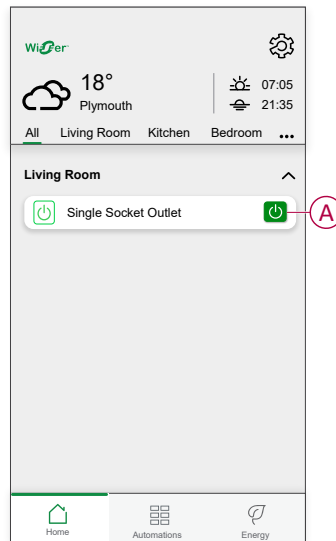 Wiser
18°
Plymouth
07:05
21:35
All Living Room Kitchen Bedroom •••
Living Room
Single Socket Outlet
A
Home Automations Energy